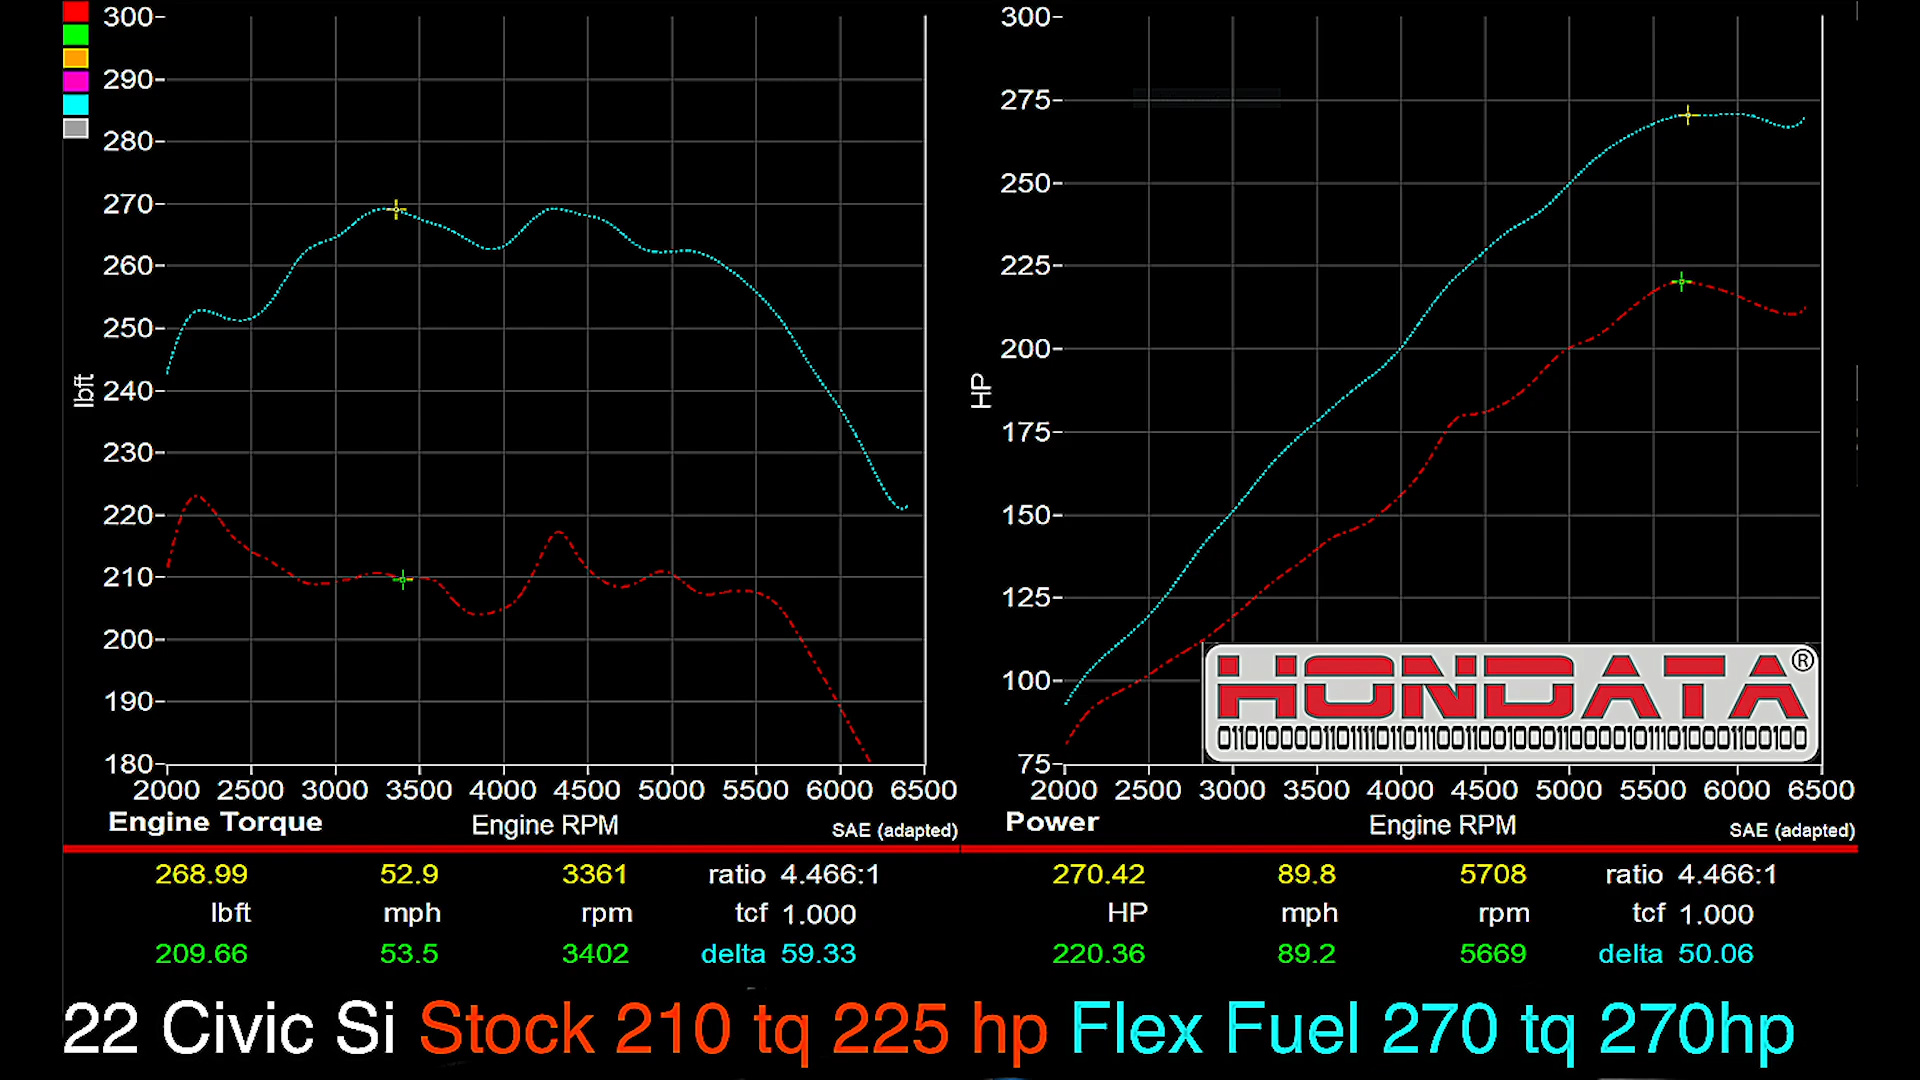 300
290
280
270
260
250
240
230
220
210
200
190
180
lbft
2000 2500 3000 3500 4000 4500 5000 5500 6000 6500
Engine Torque Engine RPM SAE (adapted)
300
275
250
225
200
175
150
125
100
75
HP
HONDATA®
2000 2500 3000 3500 4000 4500 5000 5500 6000 6500
Power Engine RPM SAE (adapted)
268.99 52.9 3361 ratio 4.466:1
lbft mph rpm tcf 1.000
209.66 53.5 3402 delta 59.33
270.42 89.8 5708 ratio 4.466:1
HP mph rpm tcf 1.000
220.36 89.2 5669 delta 50.06
22 Civic Si Stock 210 tq 225 hp Flex Fuel 270 tq 270hp